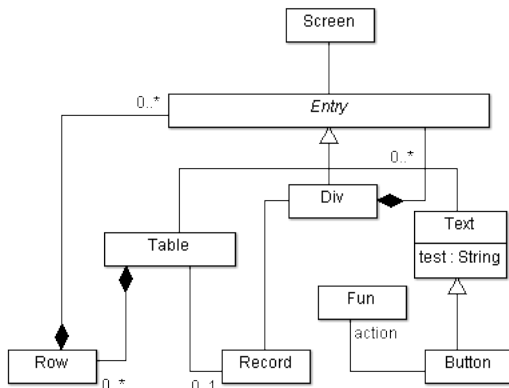 Screen
0..*
Entry
0..*
Div
Text
Table
test : String
Fun
action
Row
0..*
0..1
Record
Button